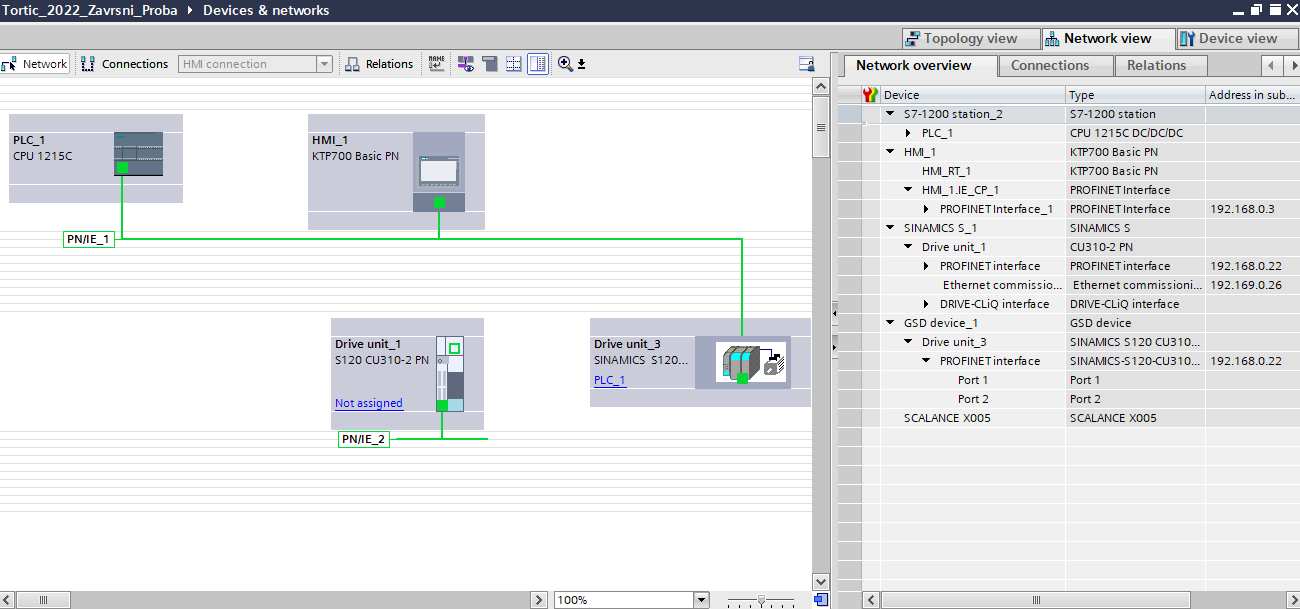 Tortic_2022_Zavrsni_Proba ▸ Devices & networks
Topology view Network view Device view
Network Connections HMI connection Relations
Network overview Connections Relations
Device Type Address in sub...
S7-1200 station_2 S7-1200 station
PLC_1 CPU 1215C DC/DC/DC
HMI_1 KTP700 Basic PN
HMI_RT_1 KTP700 Basic PN
HMI_1.IE_CP_1 PROFINET Interface
PROFINET Interface_1 PROFINET Interface 192.168.0.3
SINAMICS S_1 SINAMICS S
Drive unit_1 CU310-2 PN
PROFINET interface PROFINET interface 192.168.0.22
Ethernet commissio... Ethernet commissioni... 192.169.0.26
DRIVE-CLiQ interface DRIVE-CLiQ interface
GSD device_1 GSD device
Drive unit_3 SINAMICS S120 CU310...
PROFINET interface SINAMICS-S120-CU310... 192.168.0.22
Port 1 Port 1
Port 2 Port 2
SCALANCE X005 SCALANCE X005
PLC_1
CPU 1215C
HMI_1
KTP700 Basic PN
PN/IE_1
Drive unit_1
S120 CU310-2 PN
Not assigned
Drive unit_3
SINAMICS S120...
PLC_1
PN/IE_2
100%